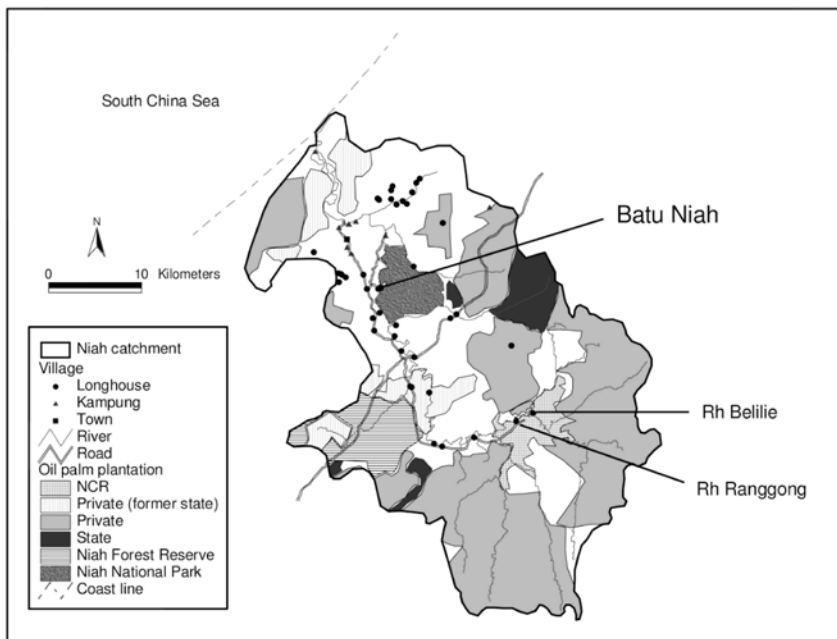 South China Sea
N
0 10 Kilometers
Batu Niah
Rh Belilie
Rh Ranggong
Niah catchment
Village
Longhouse
Kampung
Town
River
Road
Oil palm plantation
NCR
Private (former state)
Private
State
Niah Forest Reserve
Niah National Park
Coast line